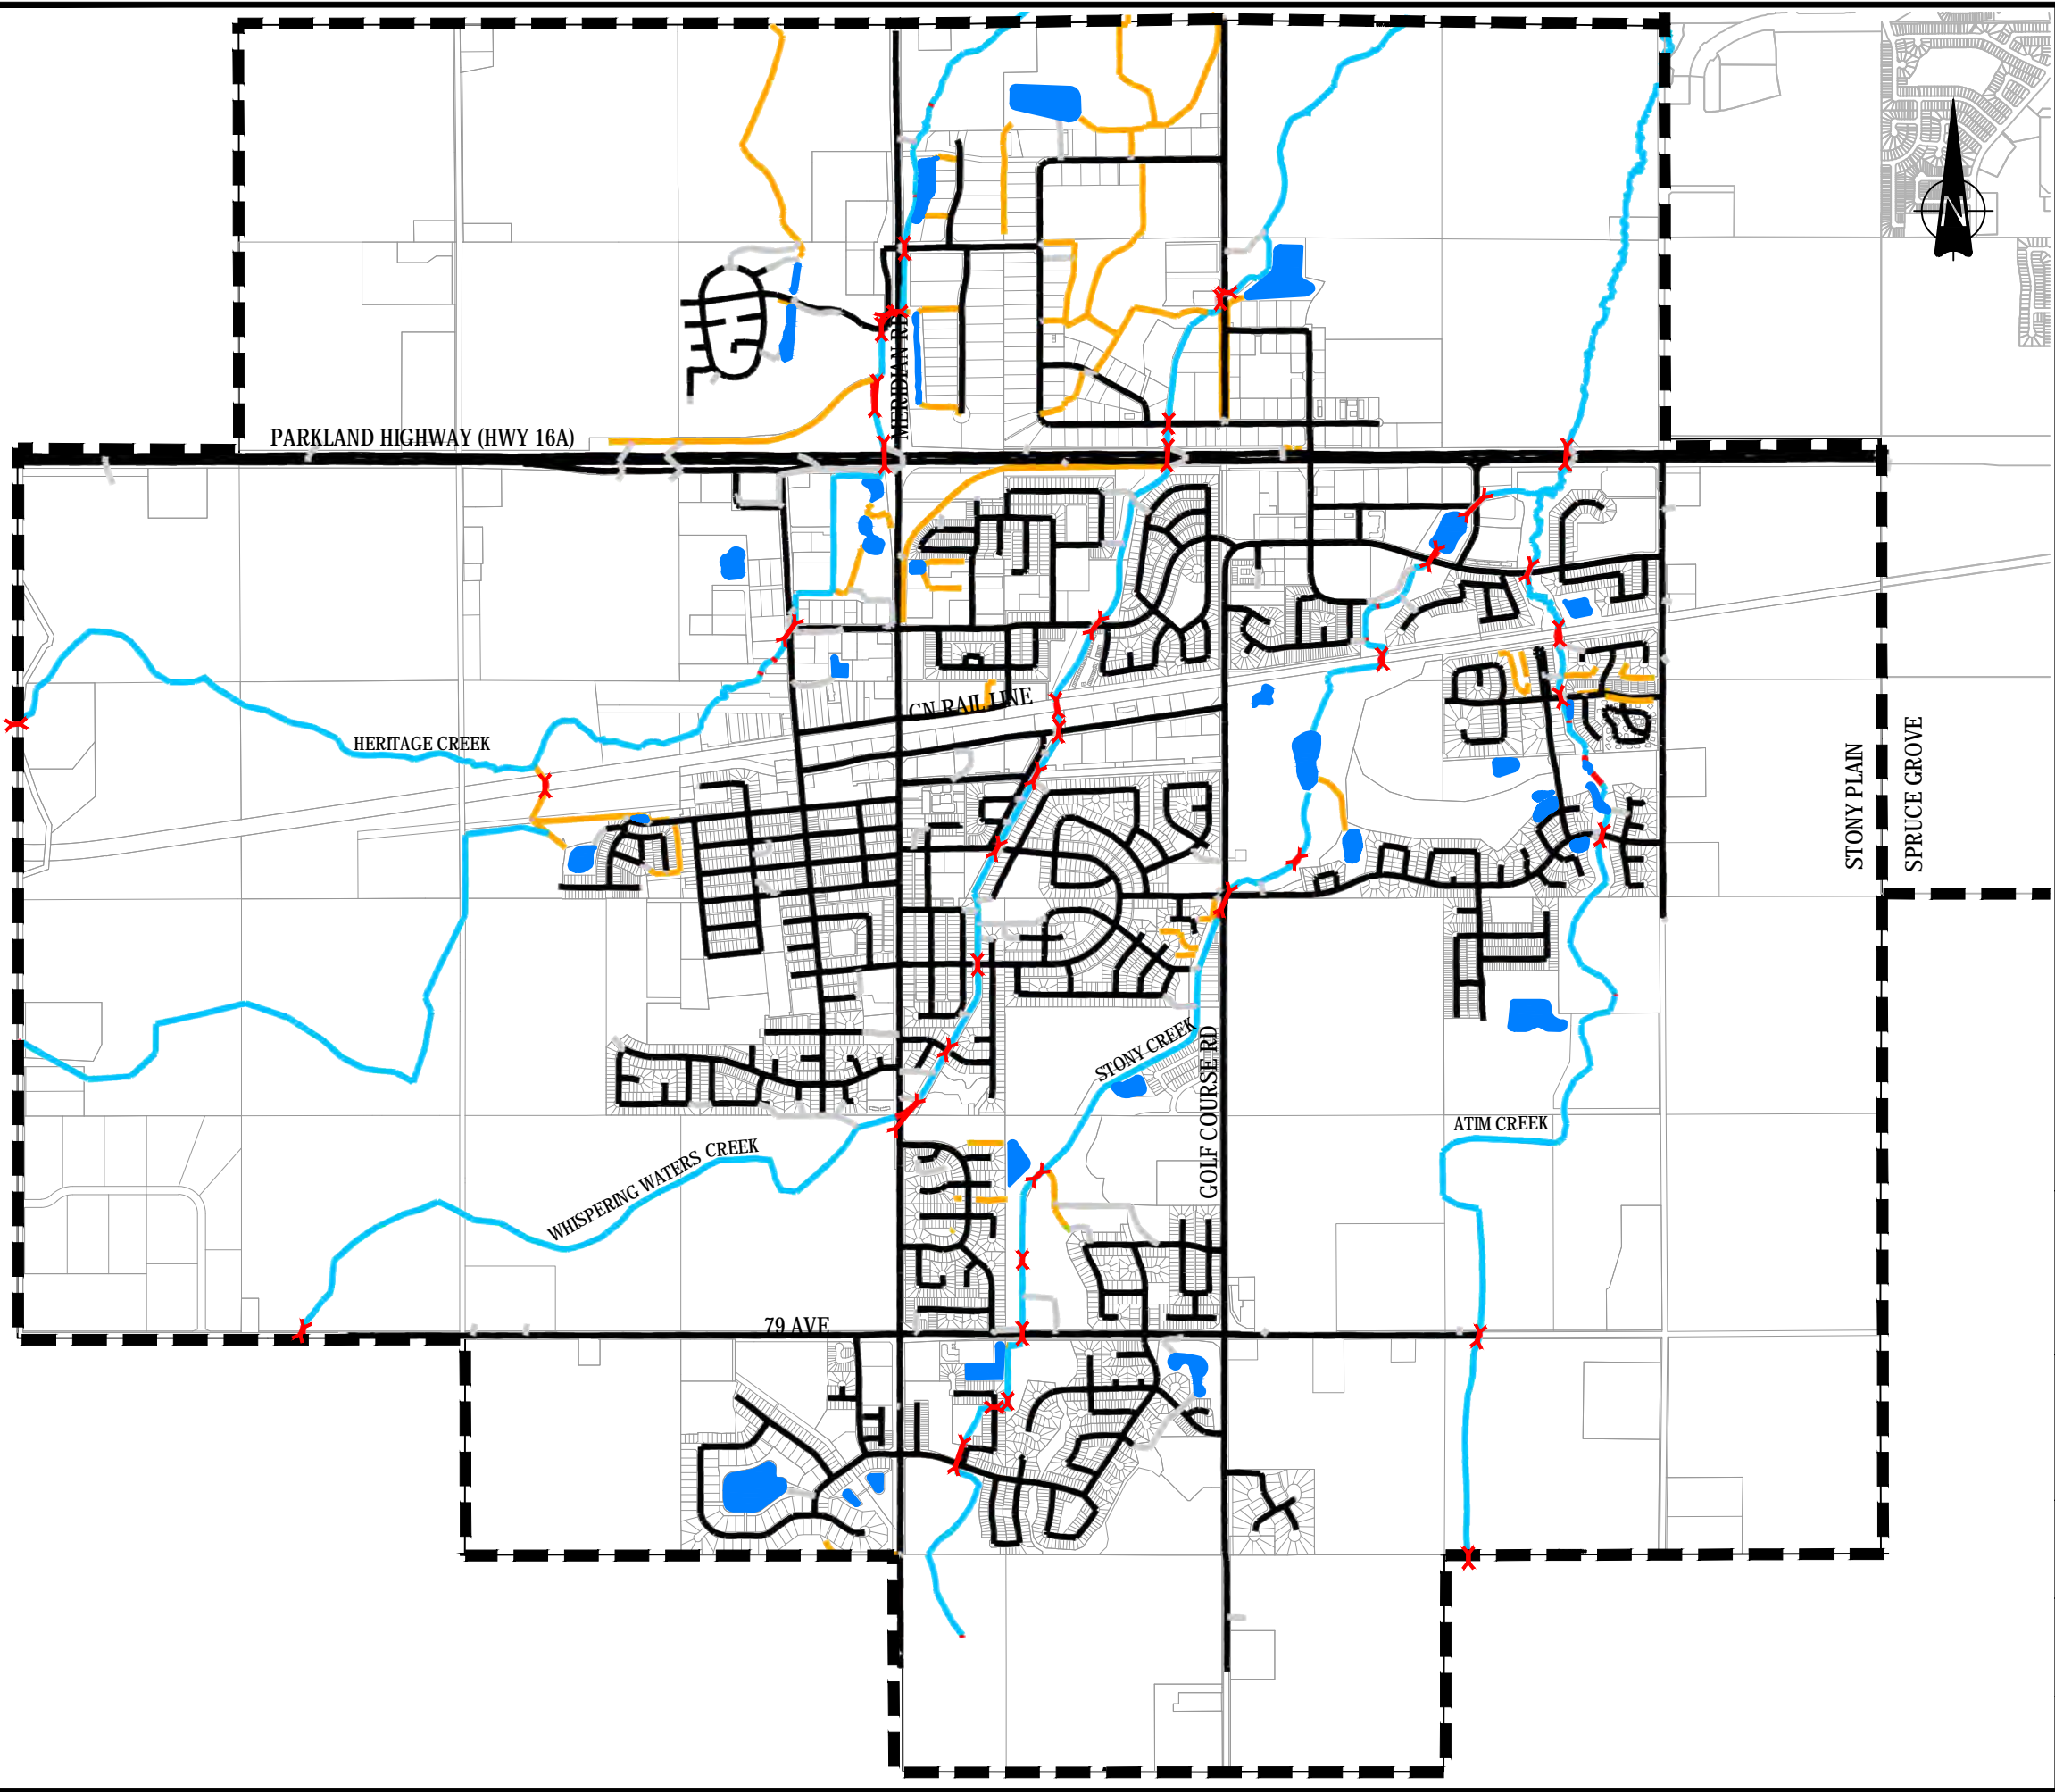 N
MERIDIAN RD
PARKLAND HIGHWAY (HWY 16A)
CN RAIL LINE
HERITAGE CREEK
STONY PLAIN
SPRUCE GROVE
STONY CREEK
GOLF COURSE RD
ATIM CREEK
WHISPERING WATERS CREEK
79 AVE